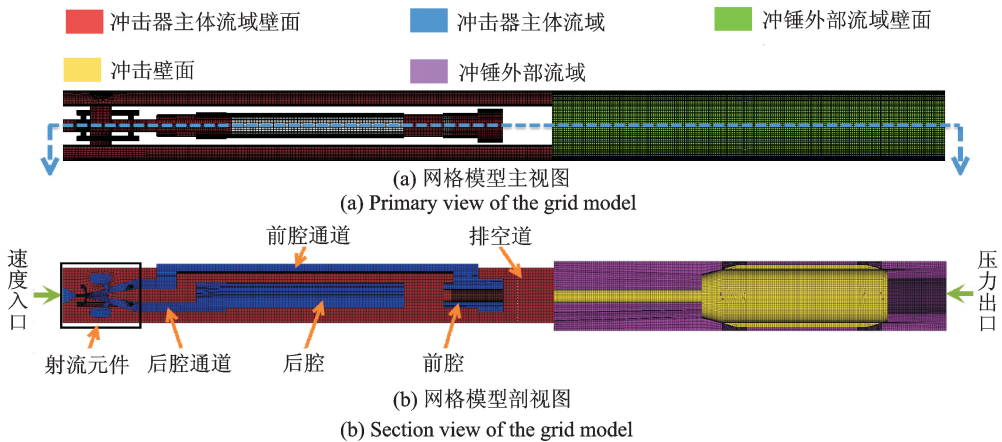 冲击器主体流域壁面
冲击器主体流域
冲锤外部流域壁面
冲击壁面
冲锤外部流域
(a) 网格模型主视图
(a) Primary view of the grid model
前腔通道
排空道
速度入口
压力出口
射流元件
后腔通道
后腔
前腔
(b) 网格模型剖视图
(b) Section view of the grid model